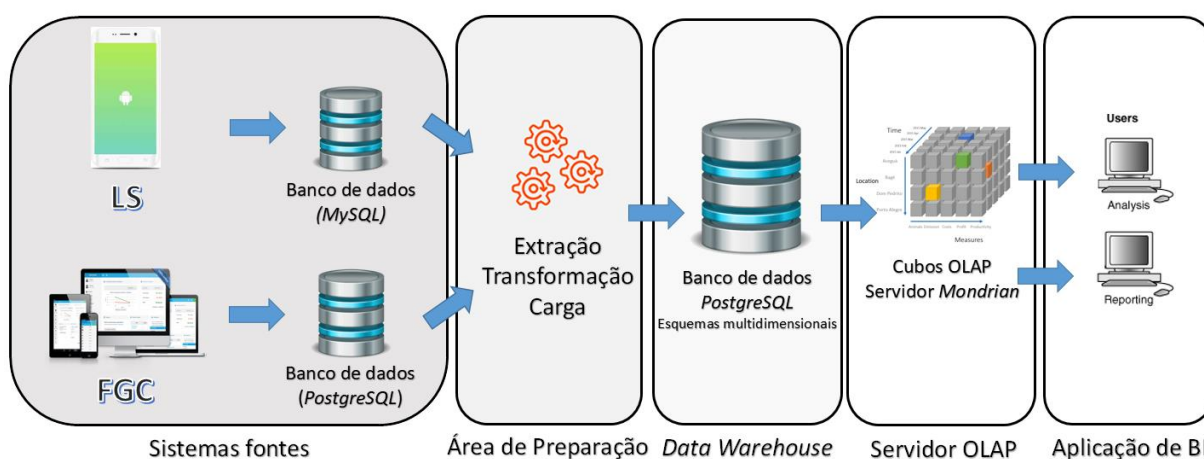 LS
Banco de dados
(MySQL)
FGC
Banco de dados
(PostgreSQL)
Sistemas fontes
Extração
Transformação
Carga
Área de Preparação
Banco de dados
PostgreSQL
Esquemas multidimensionais
Data Warehouse
Time
Location
Measures
Cubos OLAP
Servidor Mondrian
Servidor OLAP
Users
Analysis
Reporting
Aplicação de B